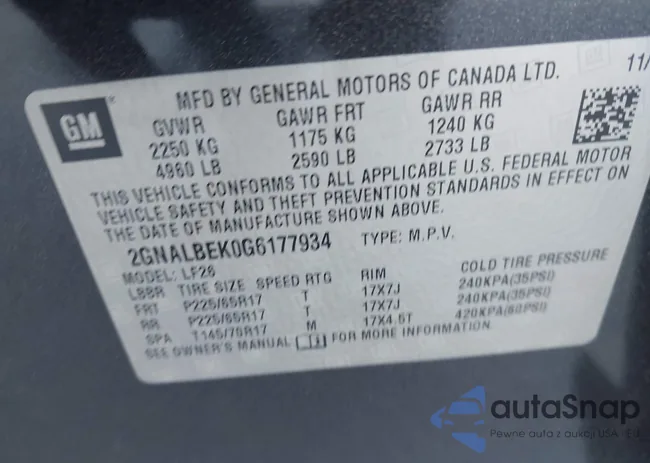 GM
MFD BY GENERAL MOTORS OF CANADA LTD. 11/
GVWR GAWR FRT GAWR RR
2250 KG 1175 KG 1240 KG
4960 LB 2590 LB 2733 LB
THIS VEHICLE CONFORMS TO ALL APPLICABLE U.S. FEDERAL MOTOR
VEHICLE SAFETY AND THEFT PREVENTION STANDARDS IN EFFECT ON
THE DATE OF MANUFACTURE SHOWN ABOVE.
2GNALBEK0G6177934 TYPE: M.P.V.
MODEL: LF26
TIRE SIZE SPEED RTG RIM COLD TIRE PRESSURE
FRT P225/65R17 T 17X7J 240KPA(35PSI)
RR P225/65R17 T 17X7J 240KPA(35PSI)
SPA T145/70R17 M 17X4.5T 420KPA(60PSI)
SEE OWNER'S MANUAL FOR MORE INFORMATION.
autaSnap
Pewne auta z aukcji USA